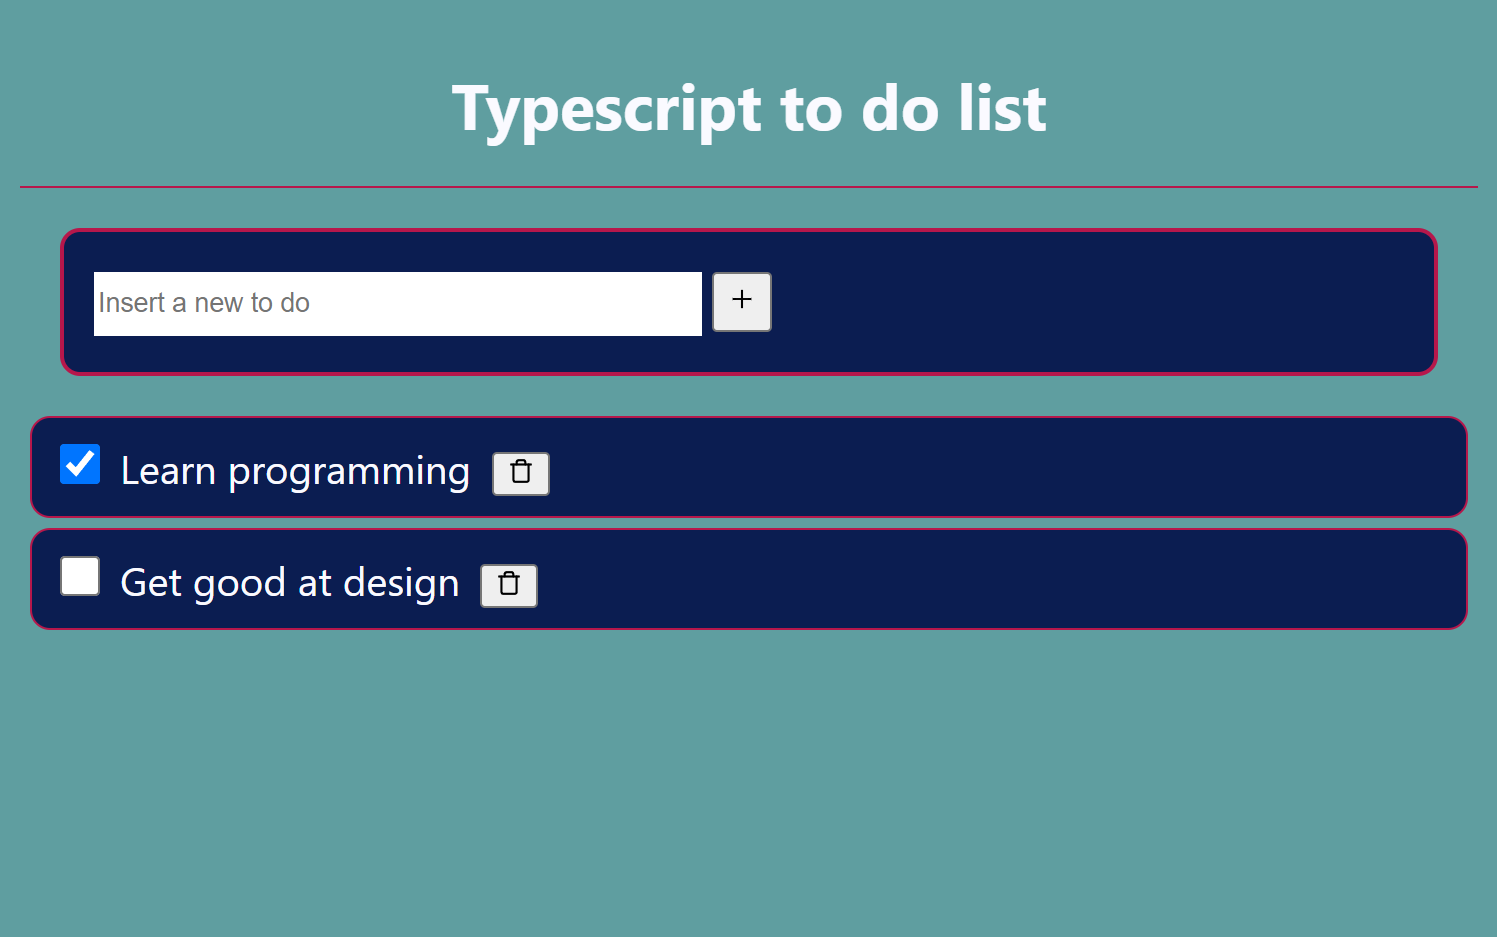 Typescript to do list
Insert a new to do
Learn programming
Get good at design